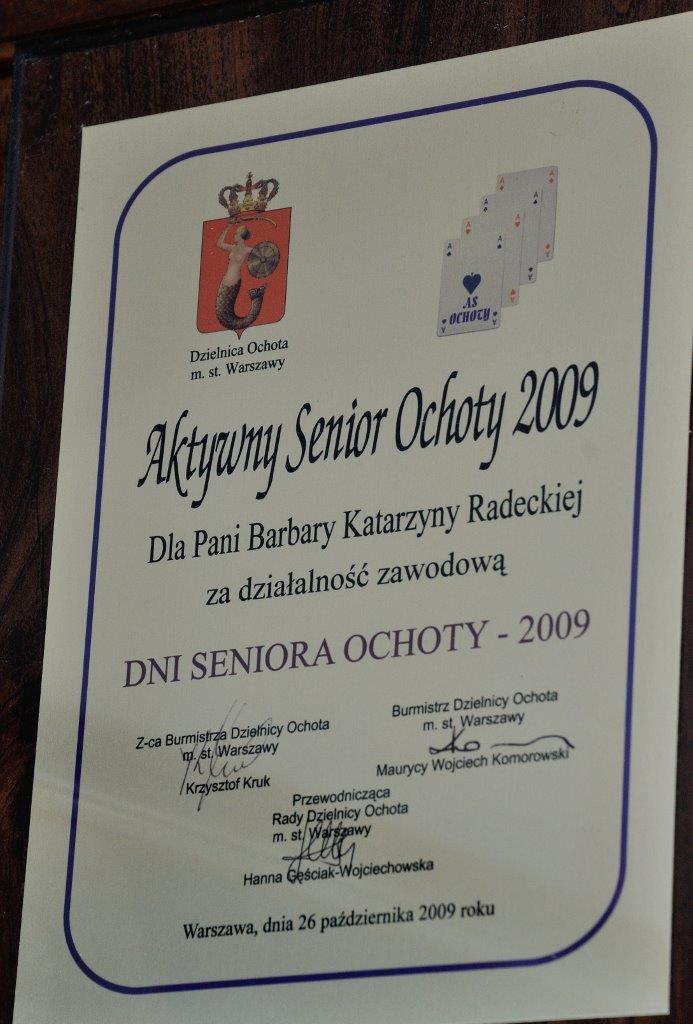 Dzielnica Ochota
m. st. Warszawy
A
A
A
A
A
A
A
AS
OCHOTY
Aktywny Senior Ochoty 2009
Dla Pani Barbary Katarzyny Radeckiej
za działalność zawodową
DNI SENIORA OCHOTY - 2009
Z-ca Burmistrza Dzielnicy Ochota
m. st. Warszawy
Krzysztof Kruk
Burmistrz Dzielnicy Ochota
m. st. Warszawy
Maurycy Wojciech Komorowski
Przewodnicząca
Rady Dzielnicy Ochota
m. st. Warszawy
Hanna Gęściak-Wojciechowska
Warszawa, dnia 26 października 2009 roku